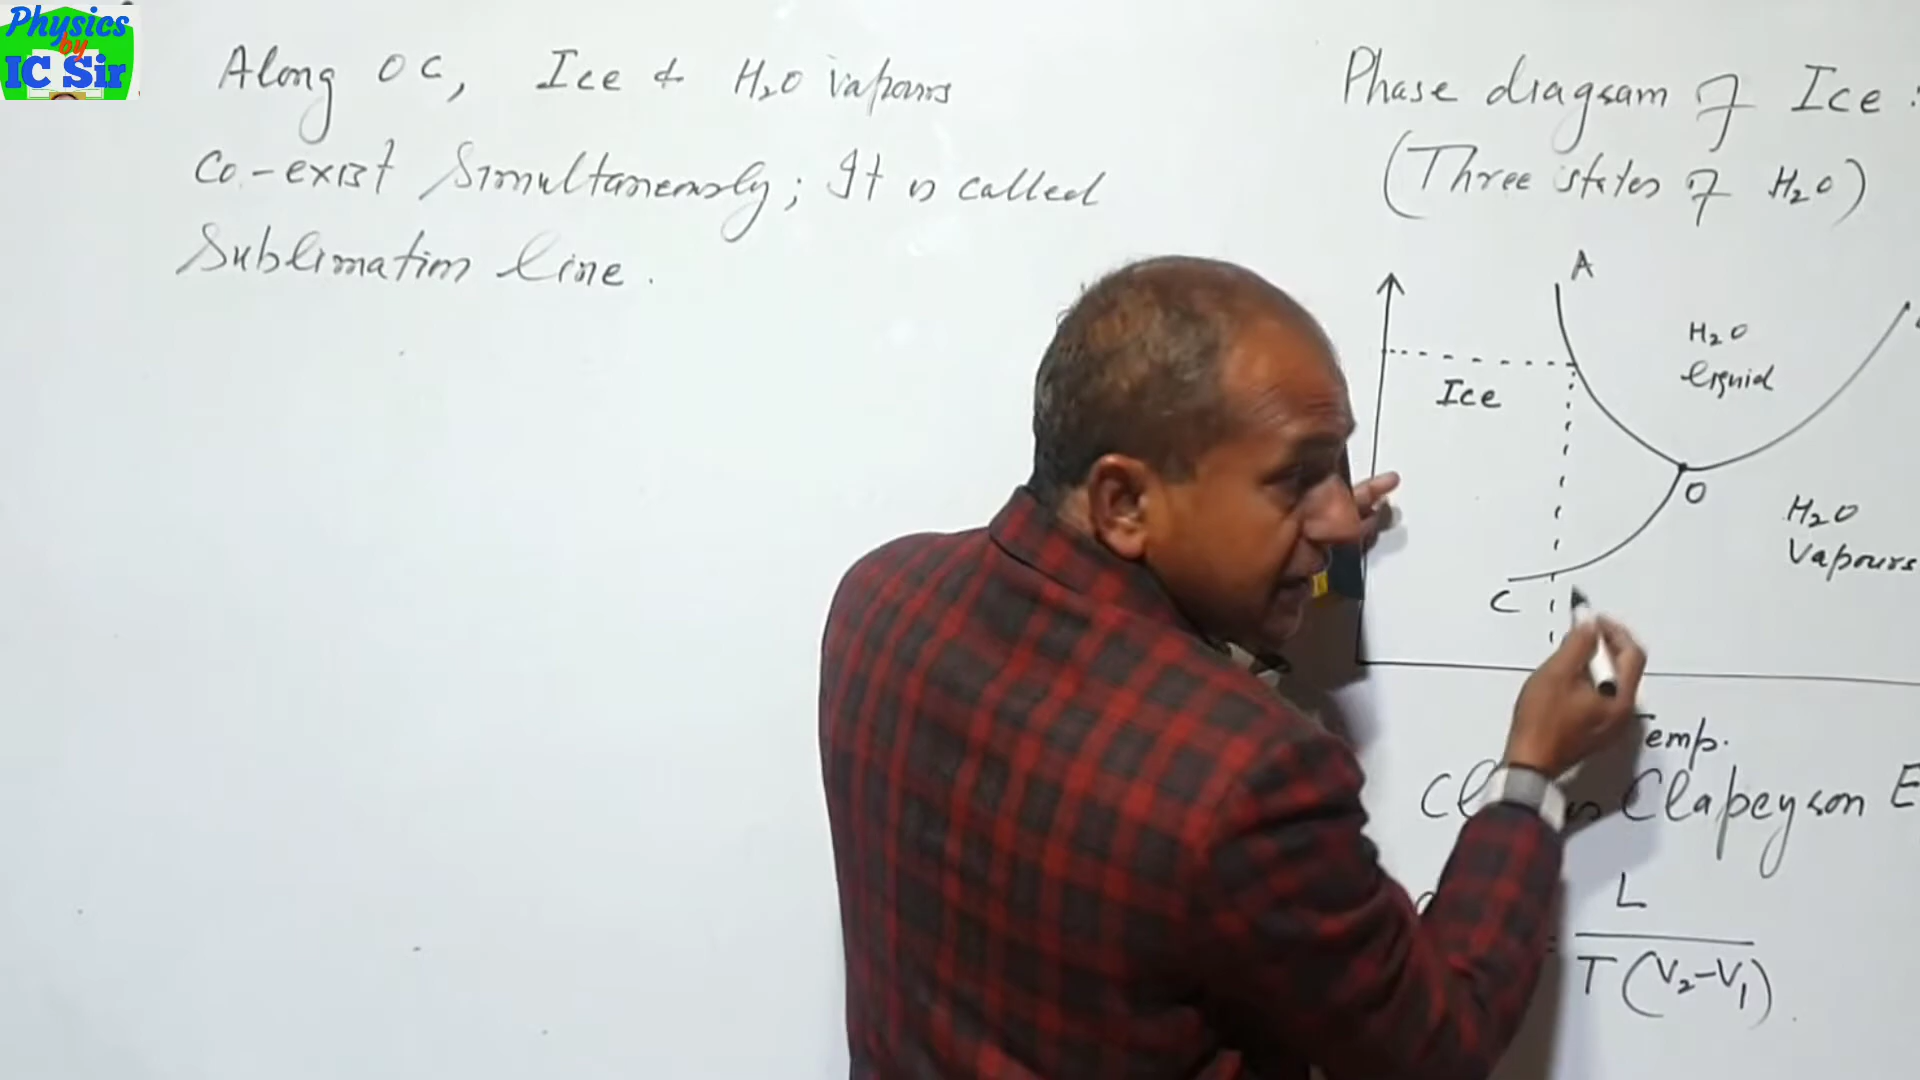 Physics
by
IC Sir
Along OC, Ice & H₂O vapours
Co-exist Simultaneously; It is called
Sublimation line.
Phase diagram of Ice :
(Three states of H₂O)
A
H₂O
liquid
Ice
O
H₂O
Vapours
C
Temp.
Clapeyron E
L
T(V₂-V₁)